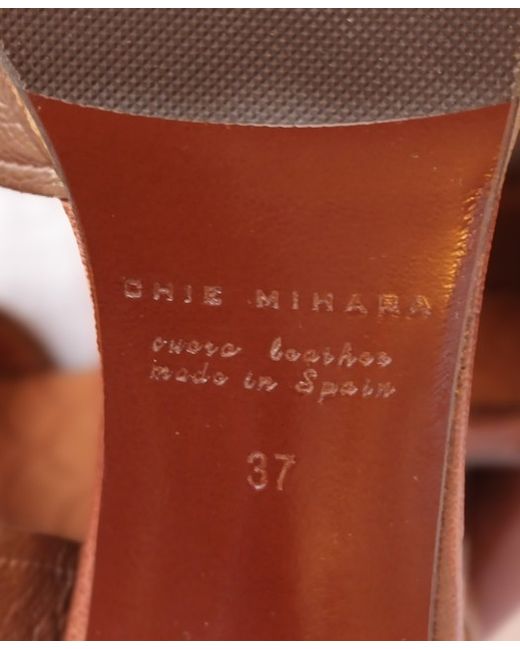 CHIE MIHARA
cuero leather
made in Spain
37